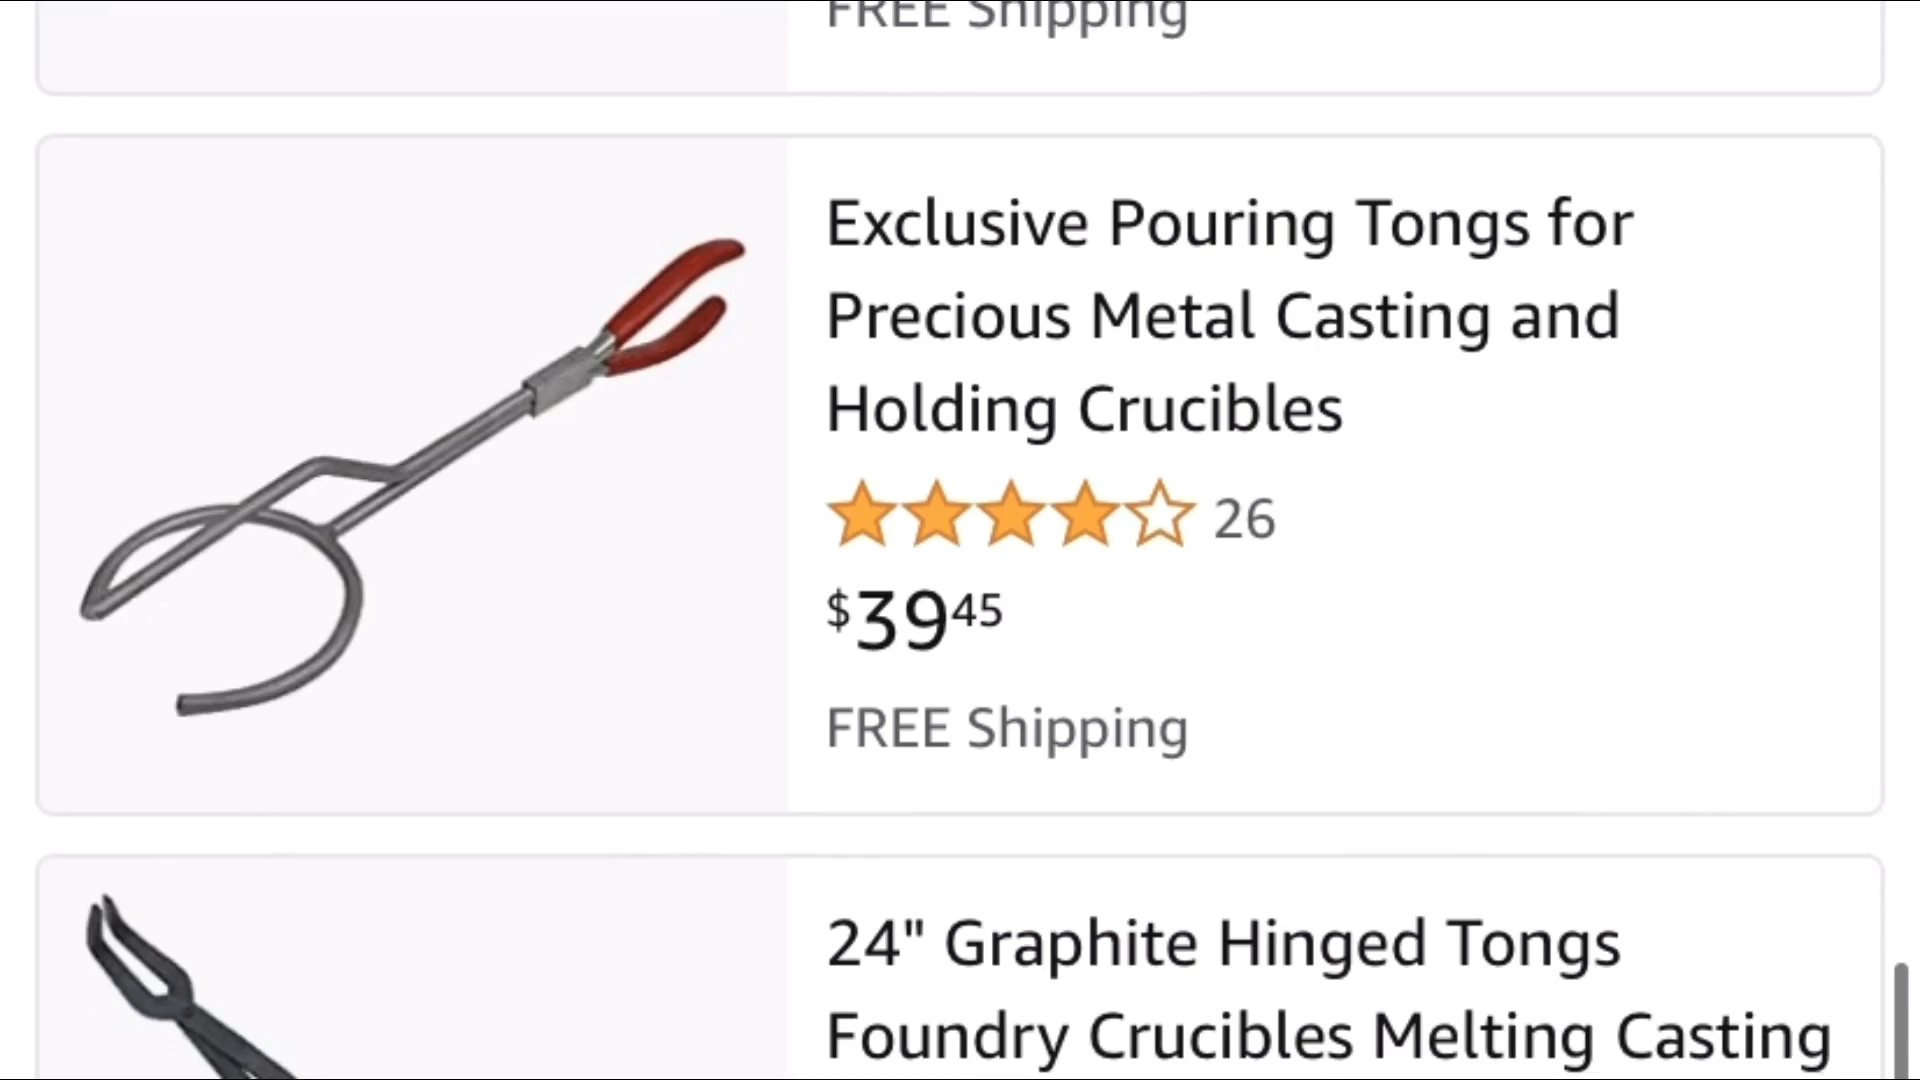 FREE Shipping
Exclusive Pouring Tongs for
Precious Metal Casting and
Holding Crucibles
26
$3945
FREE Shipping
24" Graphite Hinged Tongs
Foundry Crucibles Melting Casting